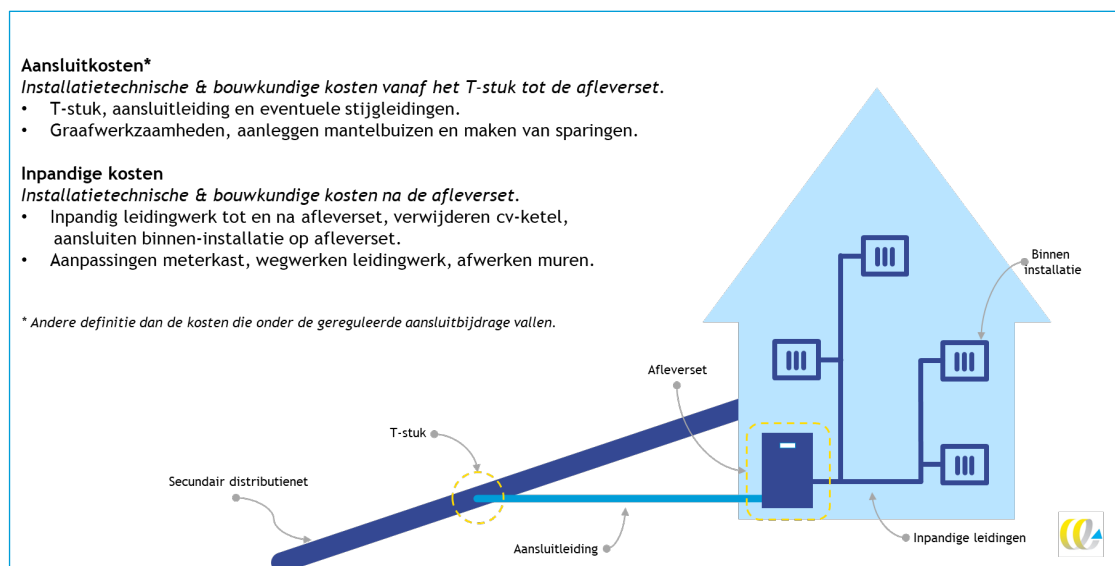 Aansluitkosten*
Installatietechnische & bouwkundige kosten vanaf het T-stuk tot de afleverset.
• T-stuk, aansluitleiding en eventuele stijgleidingen.
• Graafwerkzaamheden, aanleggen mantelbuizen en maken van sparingen.
Inpandige kosten
Installatietechnische & bouwkundige kosten na de afleverset.
• Inpandig leidingwerk tot en na afleverset, verwijderen cv-ketel,
aansluiten binnen-installatie op afleverset.
• Aanpassingen meterkast, wegwerken leidingwerk, afwerken muren.
* Andere definitie dan de kosten die onder de gereguleerde aansluitbijdrage vallen.
Binnen
installatie
Afleverset
T-stuk
Secundair distributienet
Aansluitleiding
Inpandige leidingen